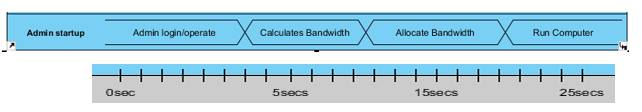 Admin startup Admin login/operate Calculates Bandwidth Allocate Bandwidth Run Computer
0sec 5secs 15secs 25secs